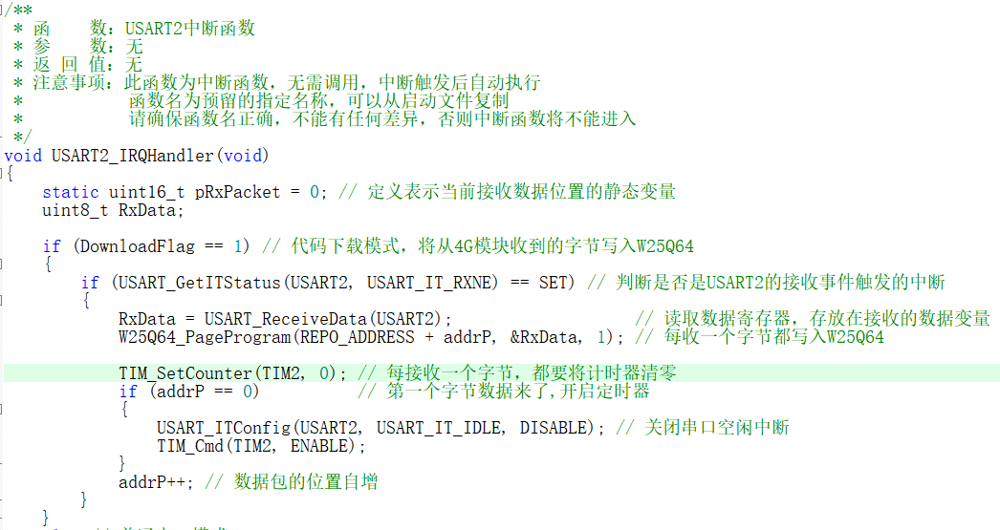 /**
 * 函    数：USART2中断函数
 * 参    数：无
 * 返 回 值：无
 * 注意事项：此函数为中断函数，无需调用，中断触发后自动执行
 *           函数名为预留的指定名称，可以从启动文件复制
 *           请确保函数名正确，不能有任何差异，否则中断函数将不能进入
 */
void USART2_IRQHandler(void)
{
    static uint16_t pRxPacket = 0; // 定义表示当前接收数据位置的静态变量
    uint8_t RxData;
    if (DownloadFlag == 1) // 代码下载模式，将从4G模块收到的字节写入W25Q64
    {
        if (USART_GetITStatus(USART2, USART_IT_RXNE) == SET) // 判断是否是USART2的接收事件触发的中断
        {
            RxData = USART_ReceiveData(USART2);                   // 读取数据寄存器，存放在接收的数据变量
            W25Q64_PageProgram(REPO_ADDRESS + addrP, &RxData, 1); // 每收一个字节都写入W25Q64
            TIM_SetCounter(TIM2, 0); // 每接收一个字节，都要将计时器清零
            if (addrP == 0)          // 第一个字节数据来了,开启定时器
            {
                USART_ITConfig(USART2, USART_IT_IDLE, DISABLE); // 关闭串口空闲中断
                TIM_Cmd(TIM2, ENABLE);
            }
            addrP++; // 数据包的位置自增
        }
    }